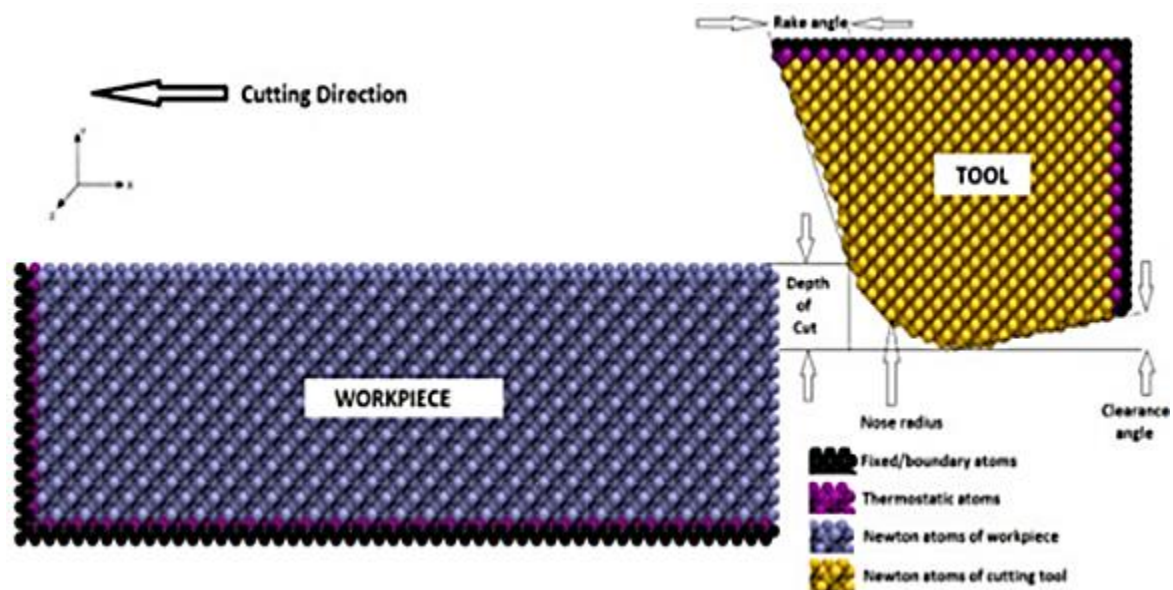 Rake angle
Cutting Direction
Y
X
Z
TOOL
Depth
of
Cut
WORKPIECE
Nose radius
Clearance
angle
Fixed/boundary atoms
Thermostatic atoms
Newton atoms of workpiece
Newton atoms of cutting tool